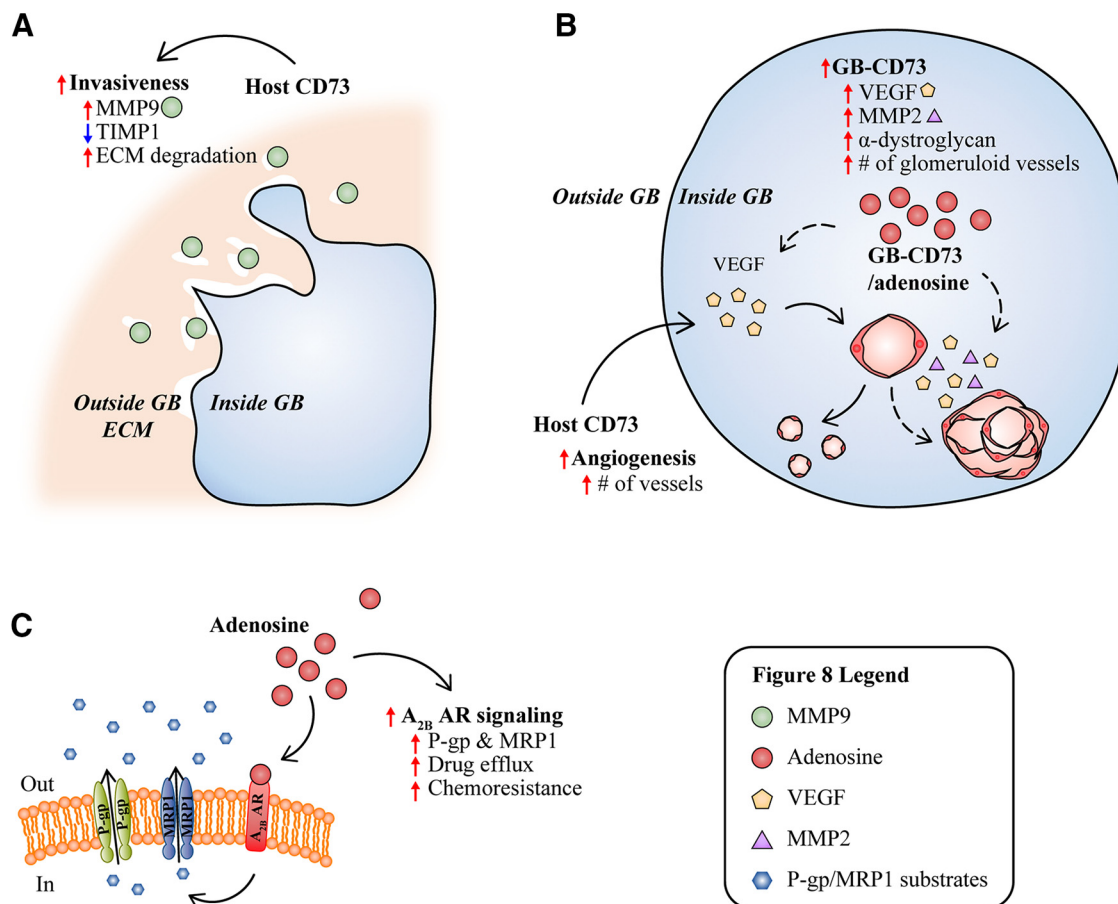 A
Host CD73
Invasiveness
MMP9
TIMP1
ECM degradation
Outside GB
ECM
Inside GB
B
GB-CD73
VEGF
MMP2
α-dystroglycan
# of glomeruloid vessels
Outside GB
Inside GB
GB-CD73
/adenosine
VEGF
Host CD73
Angiogenesis
# of vessels
C
Adenosine
A2B AR signaling
P-gp & MRP1
Drug efflux
Chemoresistance
Out
In
P-gp
P-gp
MRP1
MRP1
A2B AR
Figure 8 Legend
MMP9
Adenosine
VEGF
MMP2
P-gp/MRP1 substrates